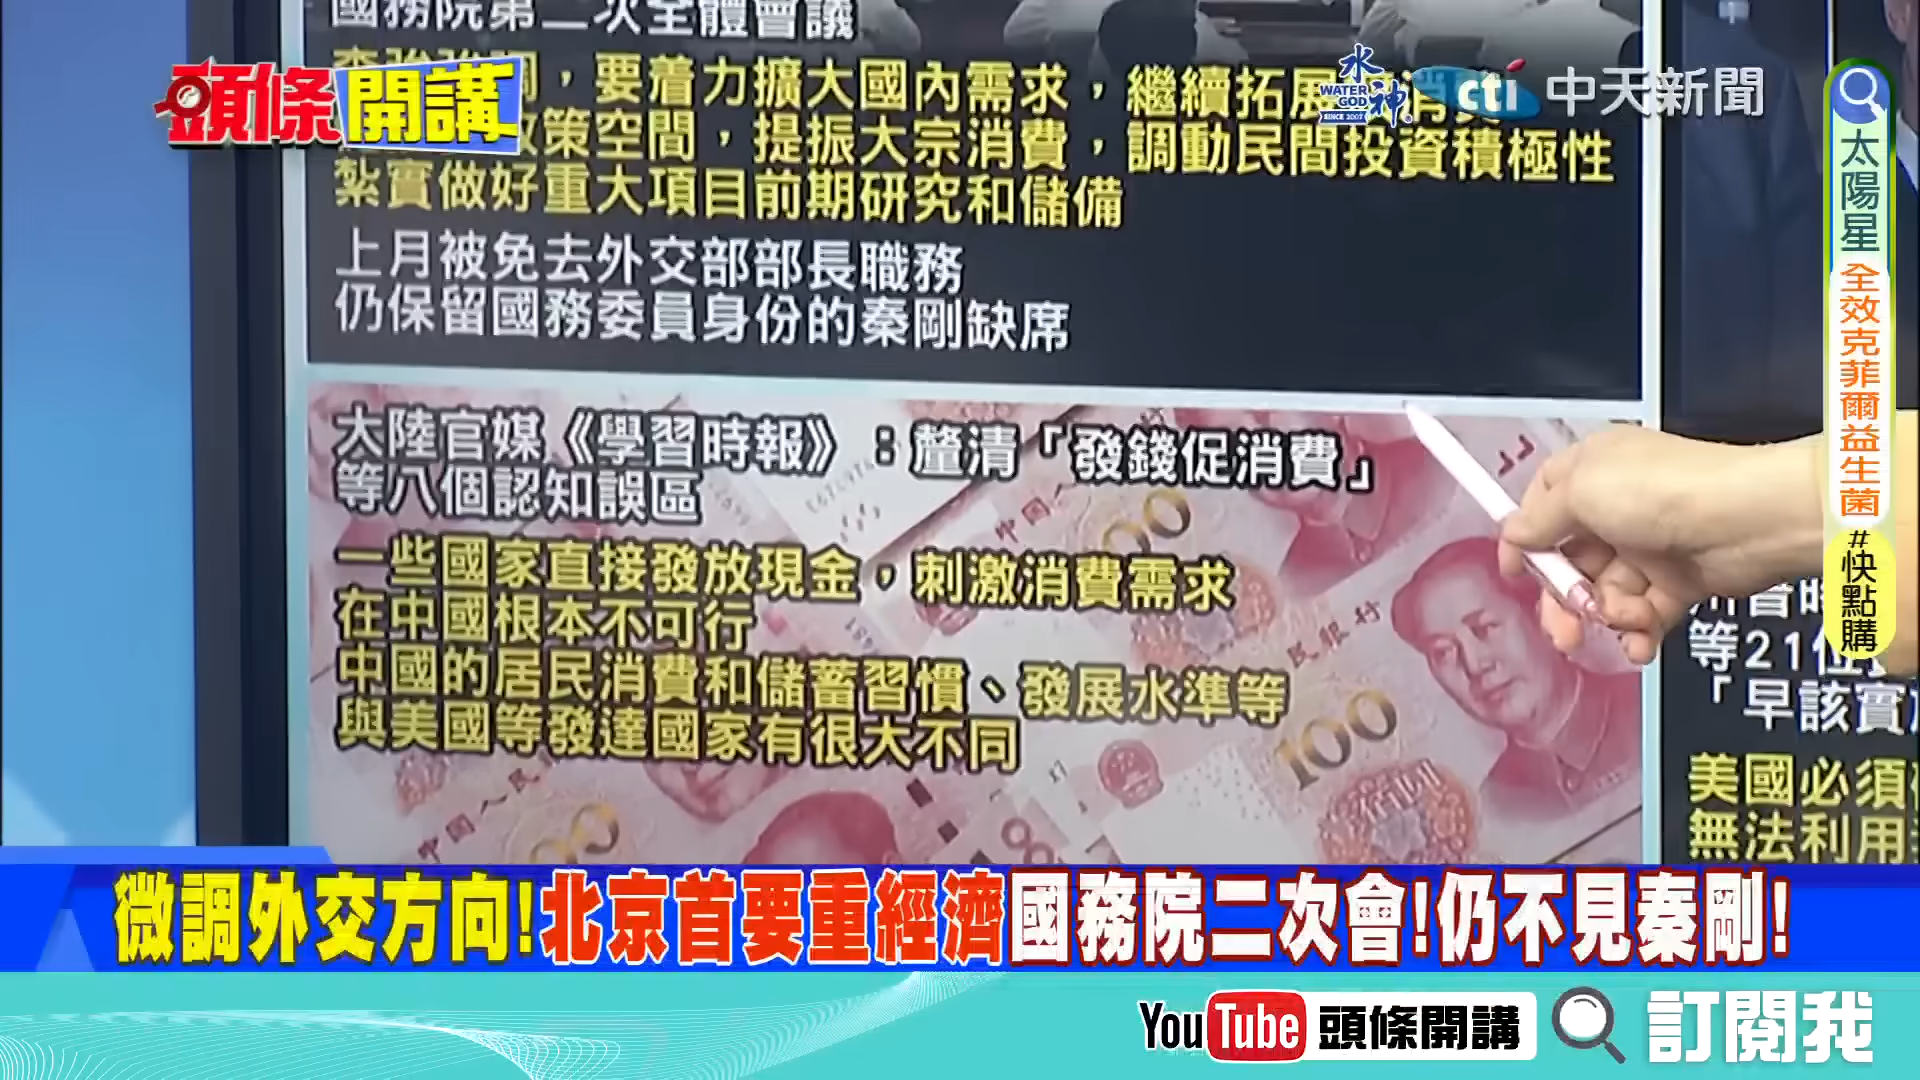 國務院第二次全體會議
，要着力擴大國內需求，繼續拓展
政策空間，提振大宗消費，調動民間投資積極性
紮實做好重大項目前期研究和儲備
上月被免去外交部部長職務
仍保留國務委員身份的秦剛缺席
頭條開講
水神
WATER GOD
SINCE 2007
cti 中天新聞
太陽星
全效克菲爾益生菌
#快點購
大陸官媒《學習時報》：釐清「發錢促消費」
等八個認知誤區
一些國家直接發放現金，刺激消費需求
在中國根本不可行
中國的居民消費和儲蓄習慣、發展水準等
與美國等發達國家有很大不同
100
100
等21位
「早該實
美國必須
無法利用
微調外交方向!北京首要重經濟國務院二次會!仍不見秦剛!
YouTube 頭條開講
訂閱我